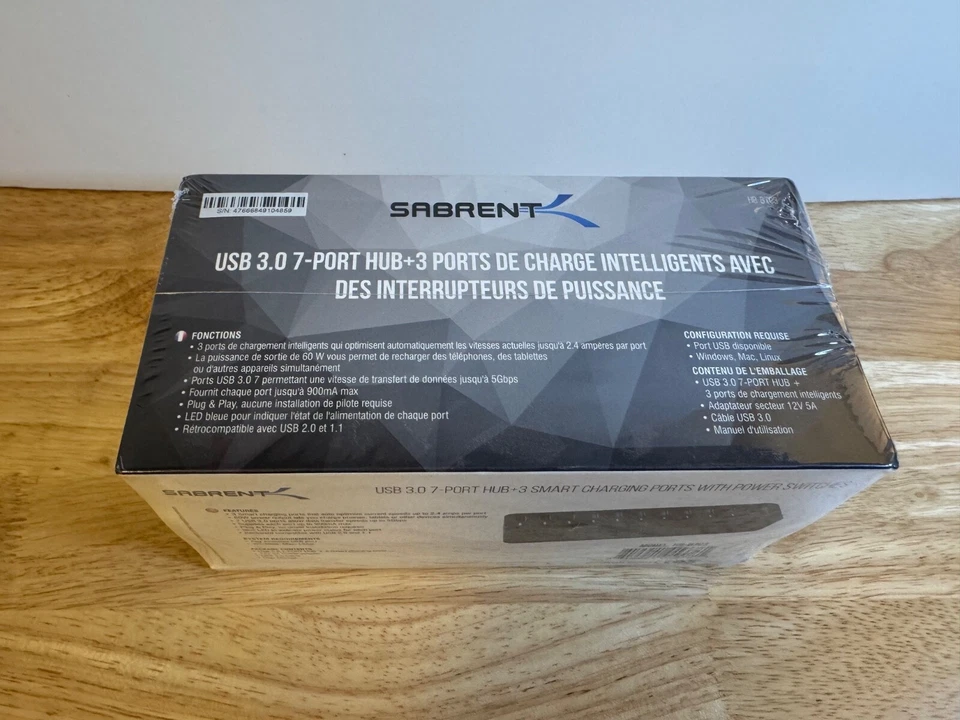 S/N 47666649104859
SABRENT
USB 3.0 7-PORT HUB+3 PORTS DE CHARGE INTELLIGENTS AVEC
DES INTERRUPTEURS DE PUISSANCE
FONCTIONS
• 3 ports de chargement intelligents qui optimisent automatiquement les vitesses actuelles jusqu'à 2.4 ampères par port
• La puissance de sortie de 60 W vous permet de recharger des téléphones, des tablettes
ou d'autres appareils simultanément
• Ports USB 3.0 7 permettant une vitesse de transfert de données jusqu'à 5Gbps
• Fournit chaque port jusqu'à 900mA max
• Plug & Play, aucune installation de pilote requise
• LED bleue pour indiquer l'état de l'alimentation de chaque port
• Rétrocompatible avec USB 2.0 et 1.1
CONFIGURATION REQUISE
• Port USB disponible
• Windows, Mac, Linux
CONTENU DE L'EMBALLAGE
• USB 3.0 7-PORT HUB +
3 ports de chargement intelligents
• Adaptateur secteur 12V 5A
• Câble USB 3.0
• Manuel d'utilisation
SABRENT
USB 3.0 7-PORT HUB+3 SMART CHARGING PORTS WITH POWER SWITCHES
FEATURES